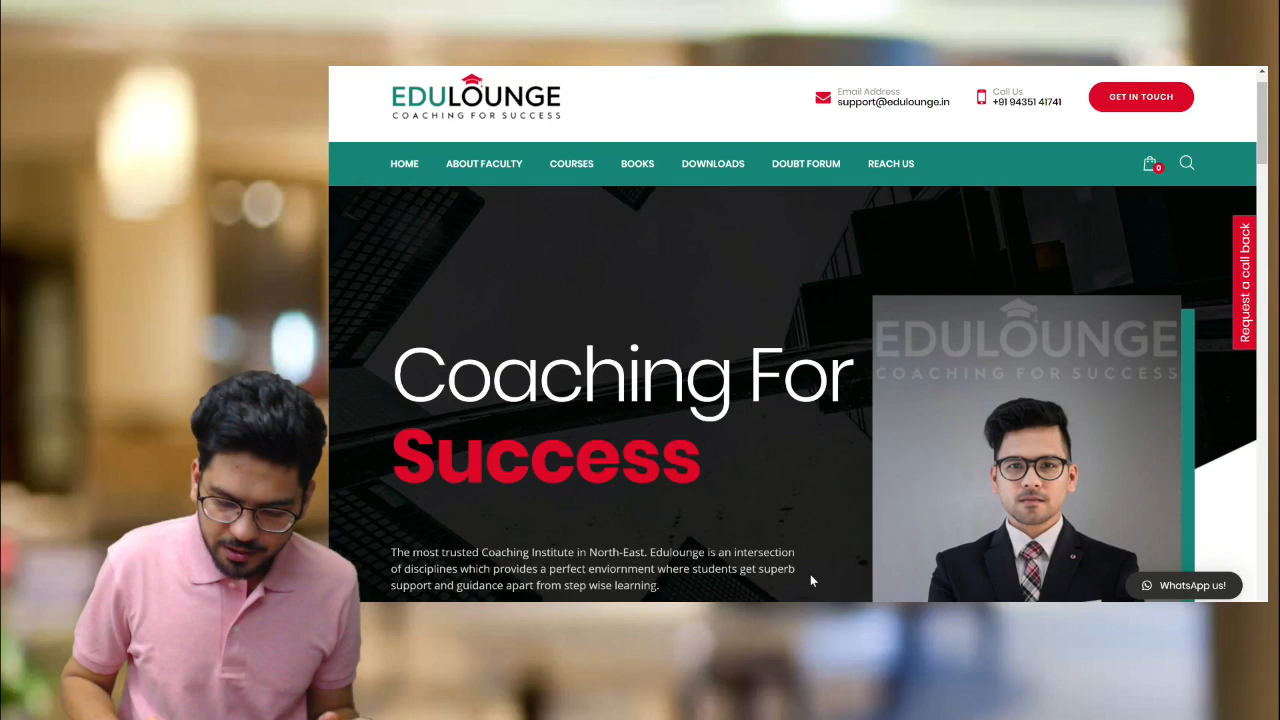 EDULOUNGE
COACHING FOR SUCCESS
Email Address
support@edulounge.in
Call Us
+91 94351 41741
GET IN TOUCH
HOME
ABOUT FACULTY
COURSES
BOOKS
DOWNLOADS
DOUBT FORUM
REACH US
0
Request a call back
EDULOUNGE
COACHING FOR SUCCESS
Coaching For
Success
The most trusted Coaching Institute in North-East. Edulounge is an intersection
of disciplines which provides a perfect enviornment where students get superb
support and guidance apart from step wise learning.
WhatsApp us!